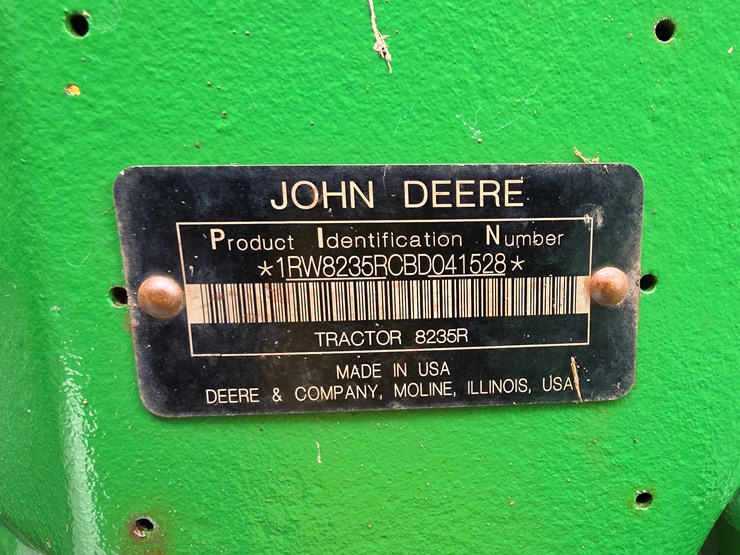 JOHN DEERE
Product Identification Number
*1RW8235RCBD041528*
TRACTOR 8235R
MADE IN USA
DEERE & COMPANY, MOLINE, ILLINOIS, USA